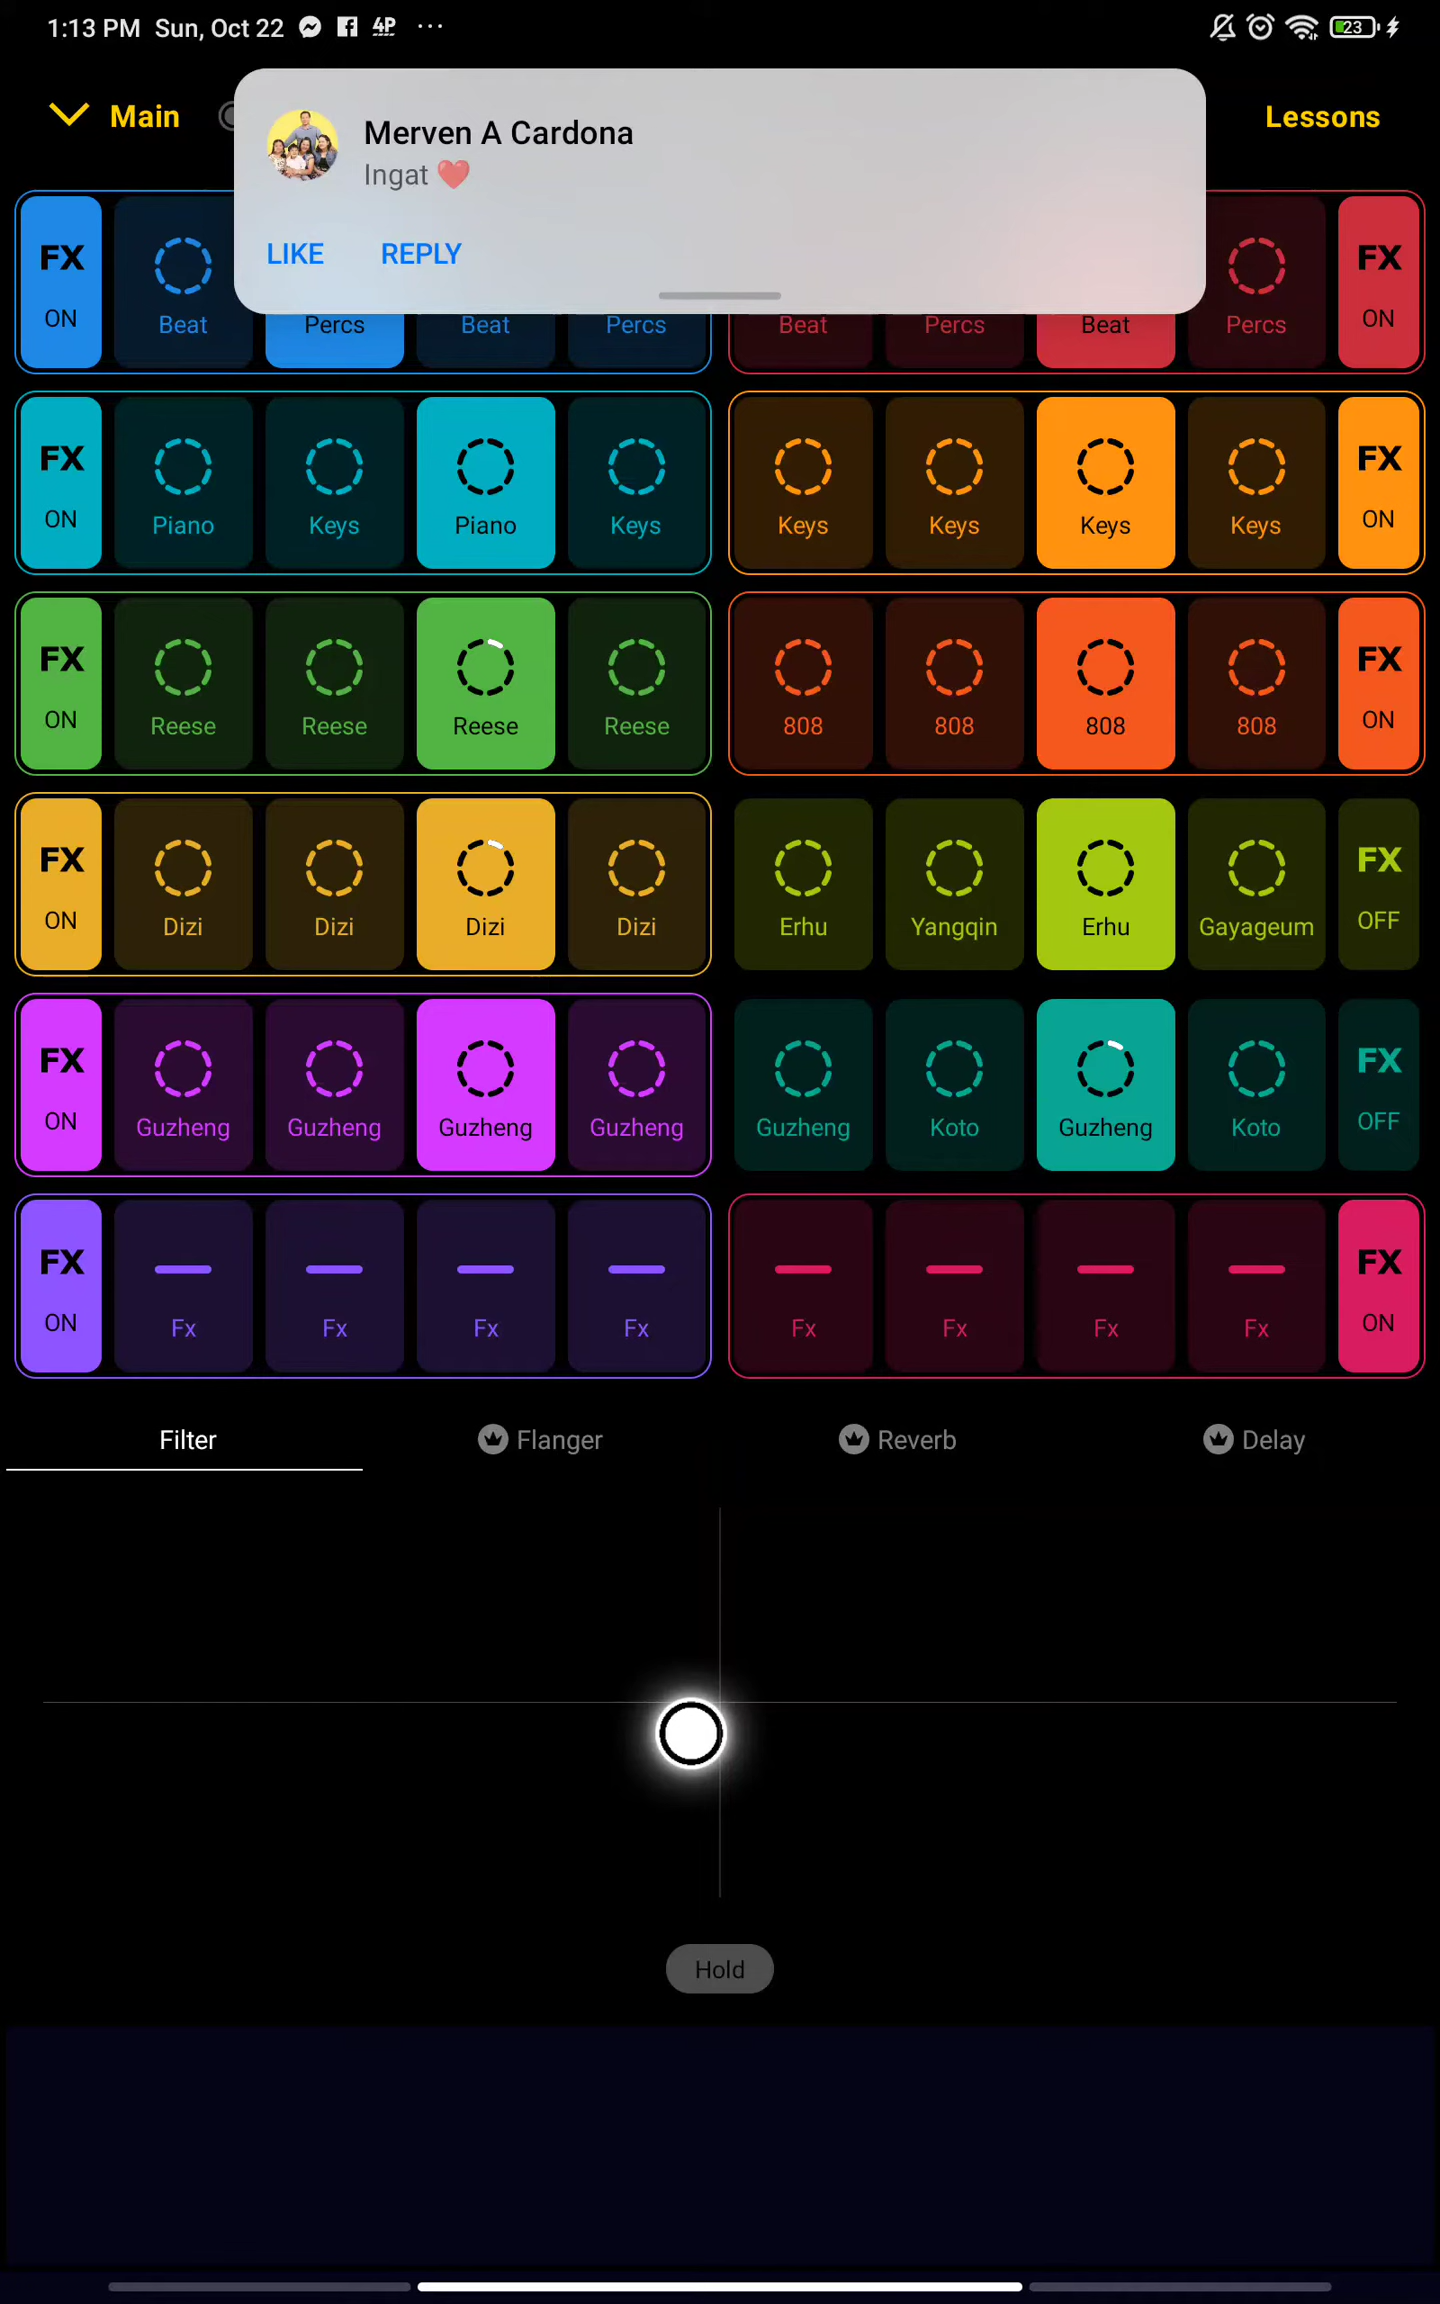 1:13 PM Sun, Oct 22 4P ... 23
Main Lessons
Merven A Cardona
Ingat ❤️
LIKE REPLY
FX FX
ON Beat Percs Beat Percs Beat Percs Beat Percs ON
FX FX
ON Piano Keys Piano Keys Keys Keys Keys Keys ON
FX FX
ON Reese Reese Reese Reese 808 808 808 808 ON
FX FX
ON Dizi Dizi Dizi Dizi Erhu Yangqin Erhu Gayageum OFF
FX FX
ON Guzheng Guzheng Guzheng Guzheng Guzheng Koto Guzheng Koto OFF
FX FX
ON Fx Fx Fx Fx Fx Fx Fx Fx ON
Filter Flanger Reverb Delay
Hold